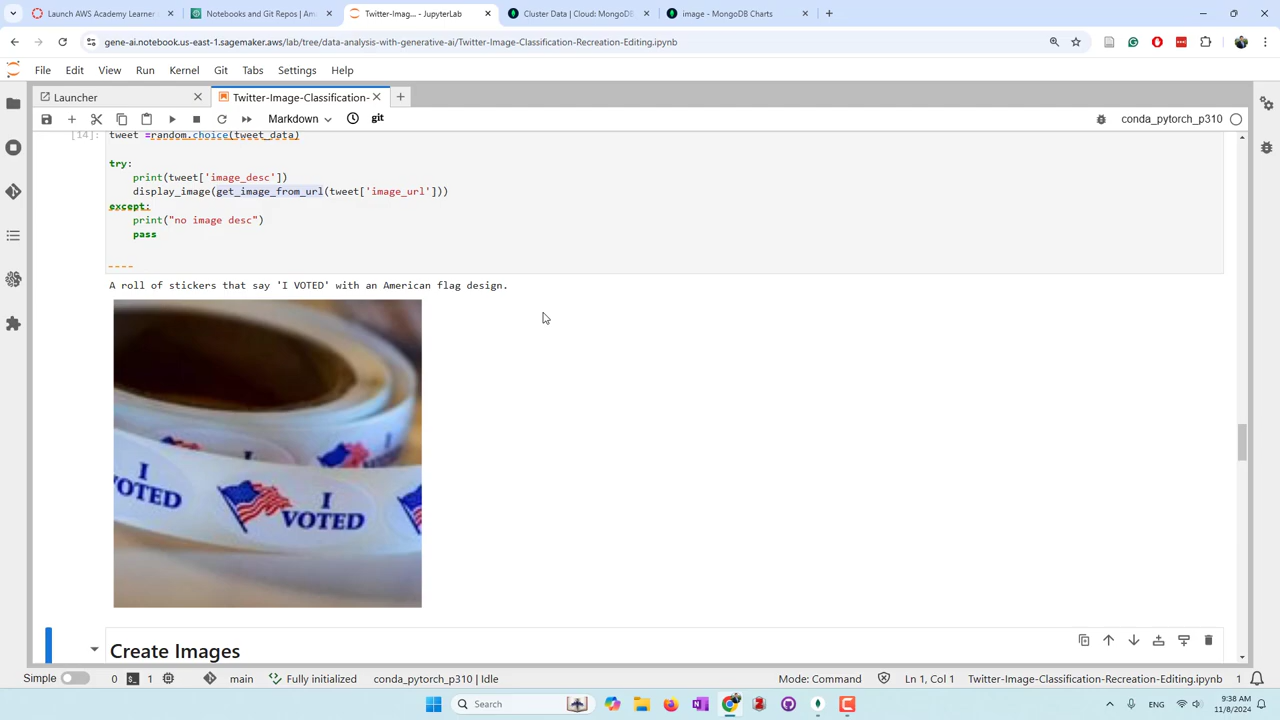 Launch AWS Academy Learner
Notebooks and Git Repos | Am
Twitter-Imag... - JupyterLab
Cluster Data | Cloud: MongoDB
image - MongoDB Charts
gene-ai.notebook.us-east-1.sagemaker.aws/lab/tree/data-analysis-with-generative-ai/Twitter-Image-Classification-Recreation-Editing.ipynb
File Edit View Run Kernel Git Tabs Settings Help
Launcher
Twitter-Image-Classification-
Markdown
git
conda_pytorch_p310
[14]:
tweet =random.choice(tweet_data)
try:
print(tweet['image_desc'])
display_image(get_image_from_url(tweet['image_url']))
except:
print("no image desc")
pass
----
A roll of stickers that say 'I VOTED' with an American flag design.
I
VOTED
I
VOTED
Create Images
Simple 0 1 main Fully initialized conda_pytorch_p310 | Idle Mode: Command Ln 1, Col 1 Twitter-Image-Classification-Recreation-Editing.ipynb 1
Search
ENG
9:38 AM
11/8/2024